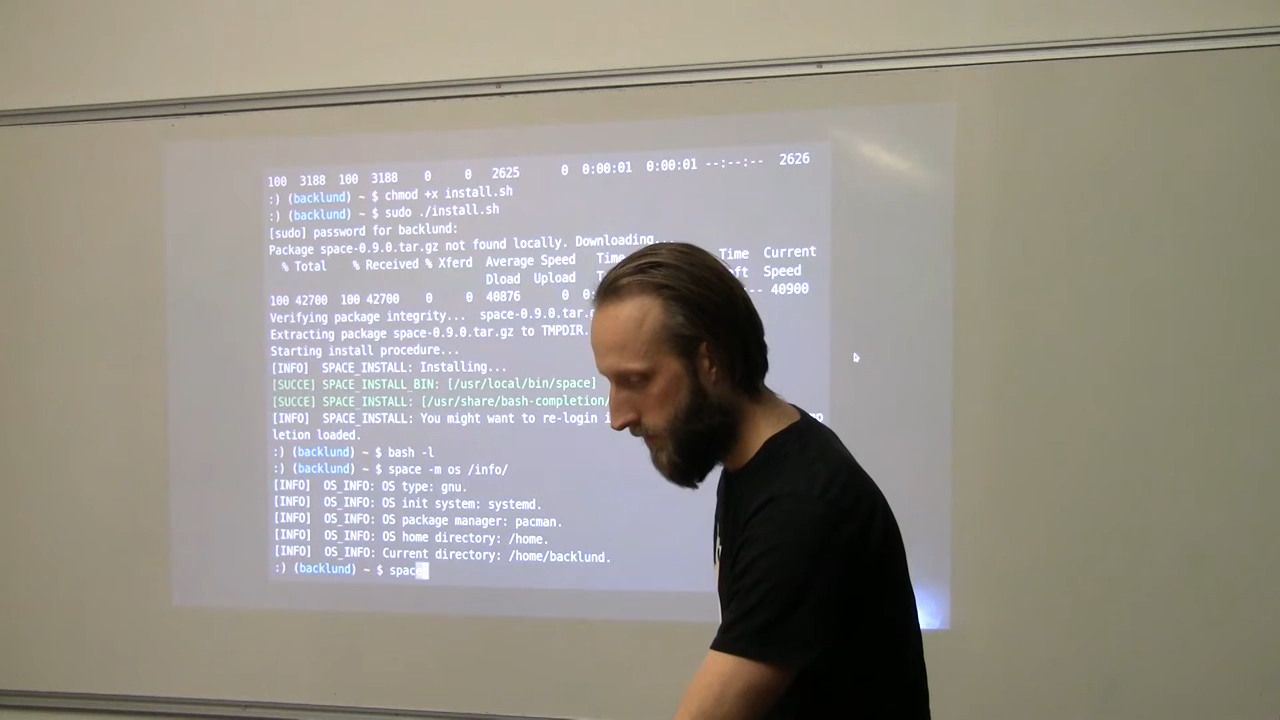 100 3188 100 3188 0 0 2625 0 0:00:01 0:00:01 --:--:-- 2626
:) (backlund) ~ $ chmod +x install.sh
:) (backlund) ~ $ sudo ./install.sh
[sudo] password for backlund:
Package space-0.9.0.tar.gz not found locally. Downloading...
% Total % Received % Xferd Average Speed Time Time Current
Dload Upload Speed
100 42700 100 42700 0 0 40876 0 40900
Verifying package integrity... space-0.9.0.tar.g
Extracting package space-0.9.0.tar.gz to TMPDIR.
Starting install procedure...
[INFO] SPACE_INSTALL: Installing...
[SUCCE] SPACE_INSTALL_BIN: [/usr/local/bin/space]
[SUCCE] SPACE_INSTALL: [/usr/share/bash-completion/
[INFO] SPACE_INSTALL: You might want to re-login
letion loaded.
:) (backlund) ~ $ bash -l
:) (backlund) ~ $ space -m os /info/
[INFO] OS_INFO: OS type: gnu.
[INFO] OS_INFO: OS init system: systemd.
[INFO] OS_INFO: OS package manager: pacman.
[INFO] OS_INFO: OS home directory: /home.
[INFO] OS_INFO: Current directory: /home/backlund.
:) (backlund) ~ $ space